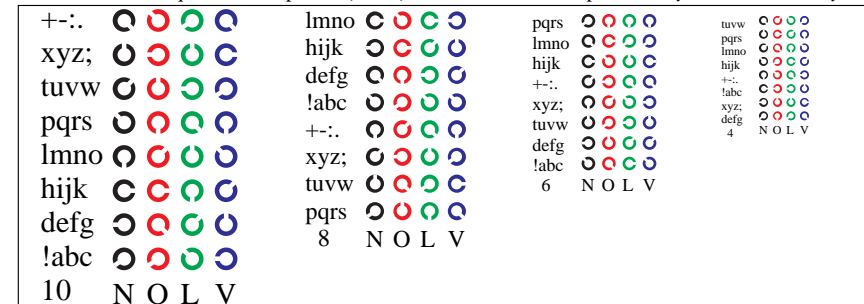 +-:.
xyz;
tuvw
pqrs
lmno
hijk
defg
!abc
10 N O L V
lmno
hijk
defg
!abc
+-:.
xyz;
tuvw
pqrs
8 N O L V
pqrs
lmno
hijk
+-:.
xyz;
tuvw
defg
!abc
6 N O L V
tuvw
pqrs
lmno
hijk
+-:.
!abc
xyz;
defg
4 N O L V